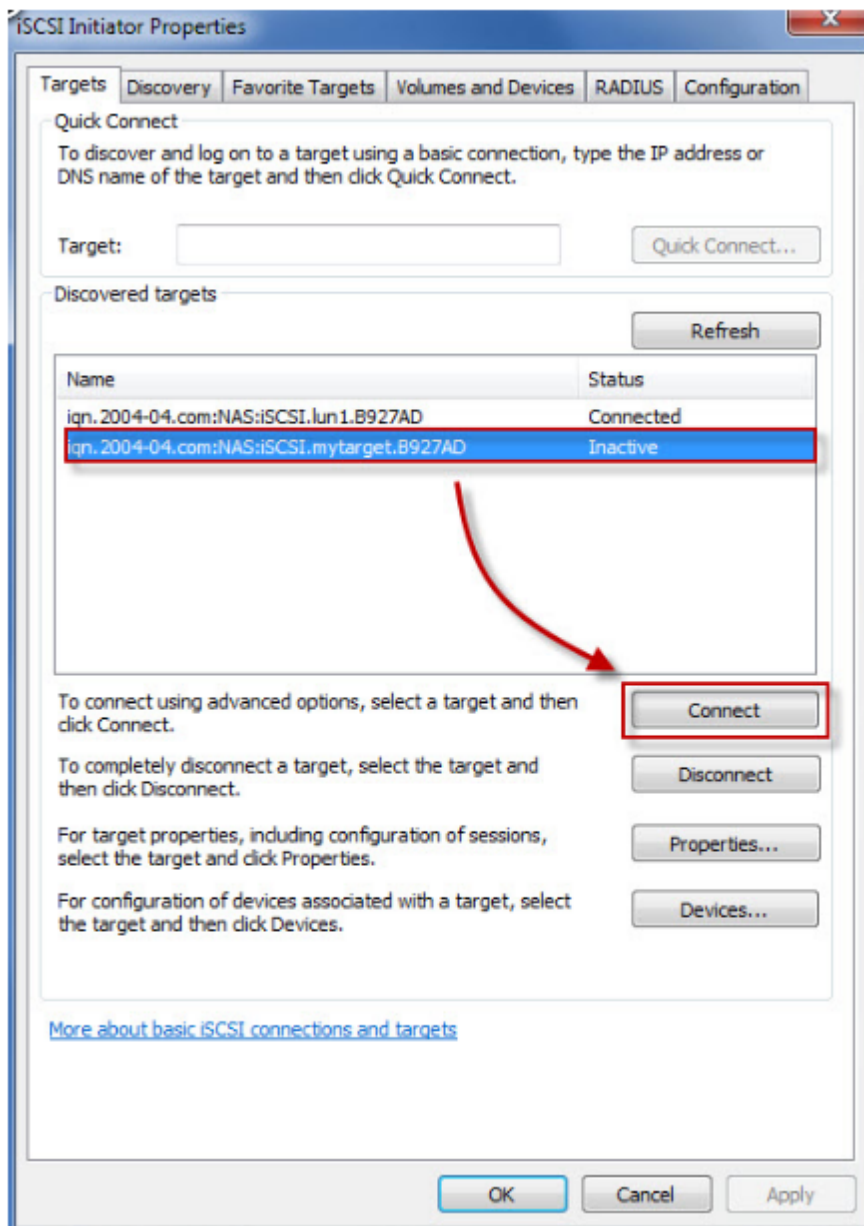 iSCSI Initiator Properties
Targets Discovery Favorite Targets Volumes and Devices RADIUS Configuration
Quick Connect
To discover and log on to a target using a basic connection, type the IP address or
DNS name of the target and then click Quick Connect.
Target: Quick Connect...
Discovered targets
Refresh
Name Status
iqn.2004-04.com:NAS:iSCSI.lun1.B927AD Connected
iqn.2004-04.com:NAS:iSCSI.mytarget.B927AD Inactive
To connect using advanced options, select a target and then
click Connect.
Connect
To completely disconnect a target, select the target and
then click Disconnect.
Disconnect
For target properties, including configuration of sessions,
select the target and click Properties.
Properties...
For configuration of devices associated with a target, select
the target and then click Devices.
Devices...
More about basic iSCSI connections and targets
OK Cancel Apply